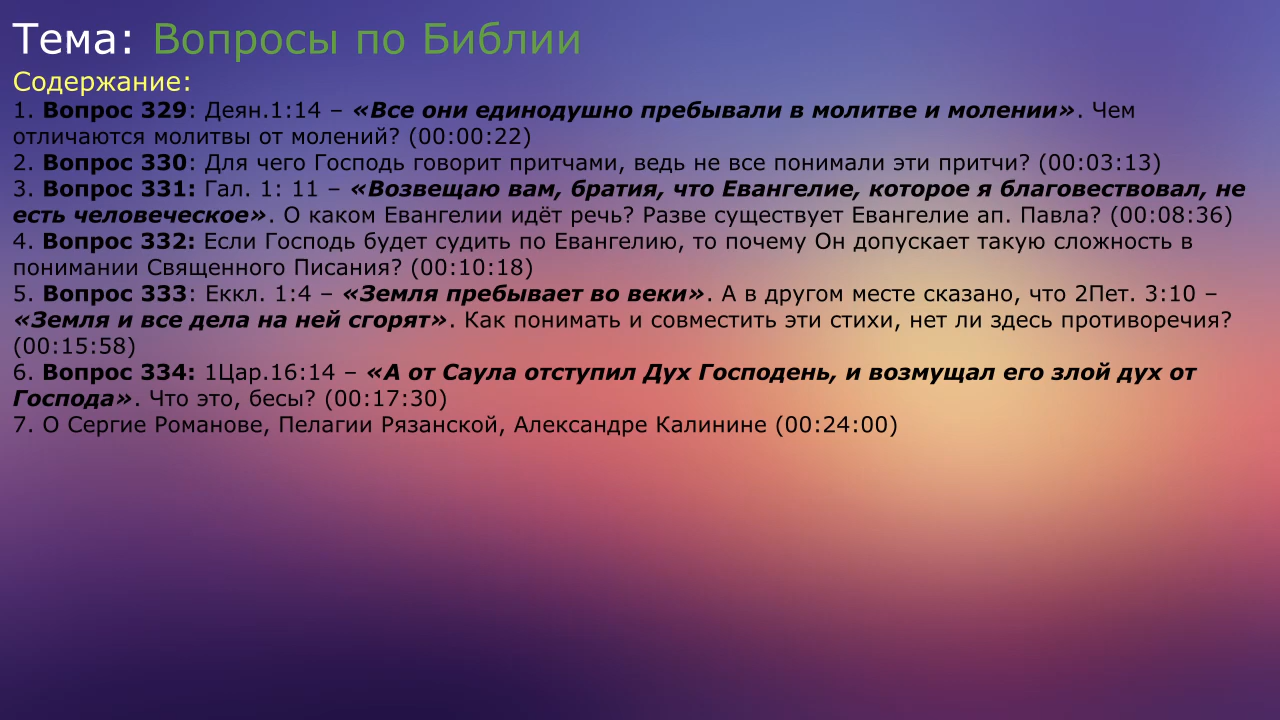 Тема: Вопросы по Библии
Содержание:
1. Вопрос 329: Деян.1:14 – «Все они единодушно пребывали в молитве и молении». Чем
отличаются молитвы от молений? (00:00:22)
2. Вопрос 330: Для чего Господь говорит притчами, ведь не все понимали эти притчи? (00:03:13)
3. Вопрос 331: Гал. 1: 11 – «Возвещаю вам, братия, что Евангелие, которое я благовествовал, не
есть человеческое». О каком Евангелии идёт речь? Разве существует Евангелие ап. Павла? (00:08:36)
4. Вопрос 332: Если Господь будет судить по Евангелию, то почему Он допускает такую сложность в
понимании Священного Писания? (00:10:18)
5. Вопрос 333: Еккл. 1:4 – «Земля пребывает во веки». А в другом месте сказано, что 2Пет. 3:10 –
«Земля и все дела на ней сгорят». Как понимать и совместить эти стихи, нет ли здесь противоречия?
(00:15:58)
6. Вопрос 334: 1Цар.16:14 – «А от Саула отступил Дух Господень, и возмущал его злой дух от
Господа». Что это, бесы? (00:17:30)
7. О Сергие Романове, Пелагии Рязанской, Александре Калинине (00:24:00)